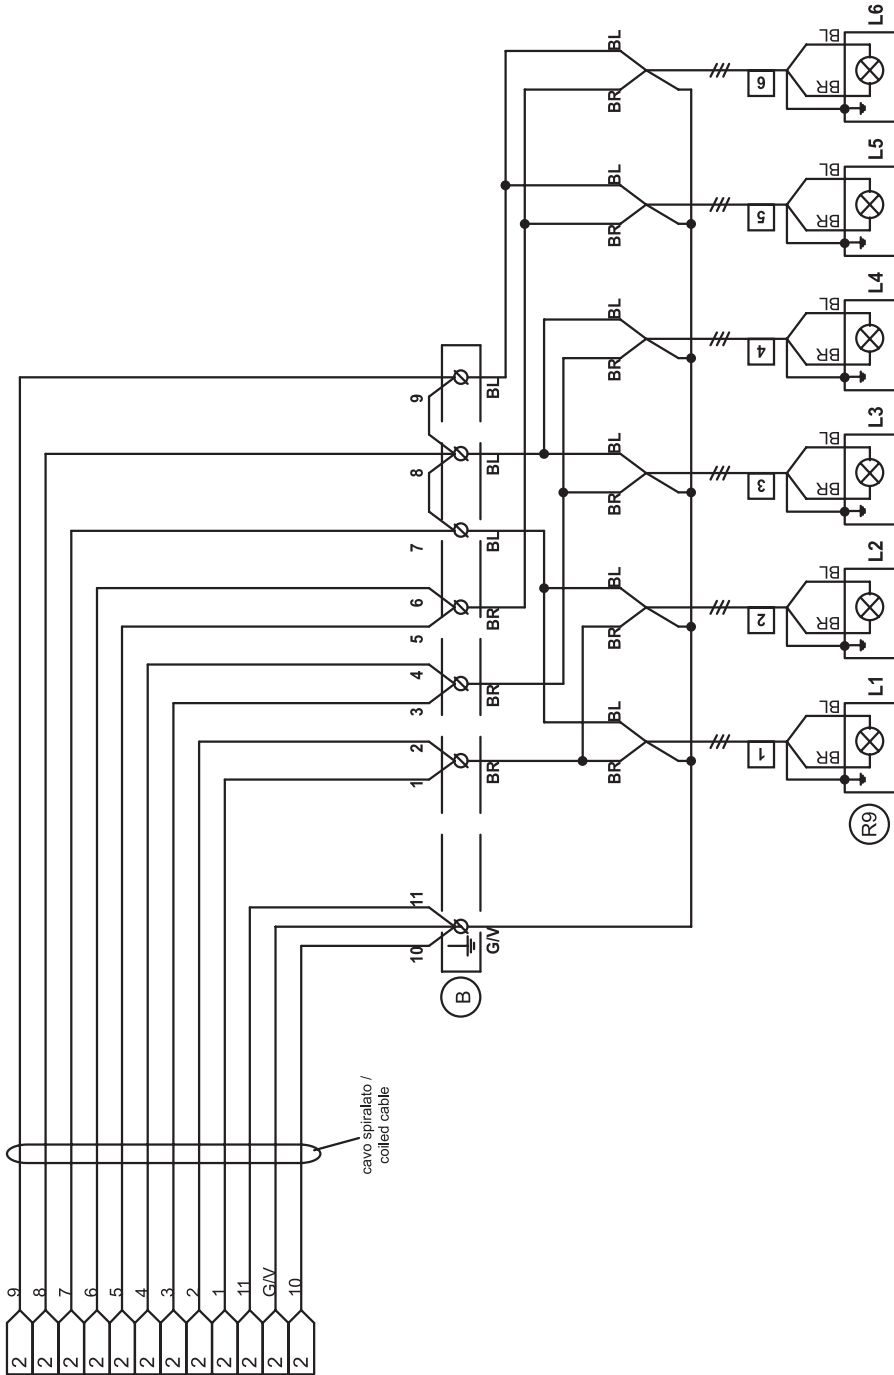 L6
BL
BR
6
BL
BR
L5
BL
BR
5
BL
BR
L4
BL
BR
4
BL
BR
L3
BL
BR
3
BL
BR
L2
BL
BR
2
BL
BR
L1
BL
BR
1
BL
BR
R9
9
8
7
6
5
4
3
2
1
11
10
BL
BL
BL
BR
BR
BR
G/V
B
cavo spiralato /
coiled cable
9
8
7
6
5
4
3
2
1
11
G/V
10
2
2
2
2
2
2
2
2
2
2
2
2